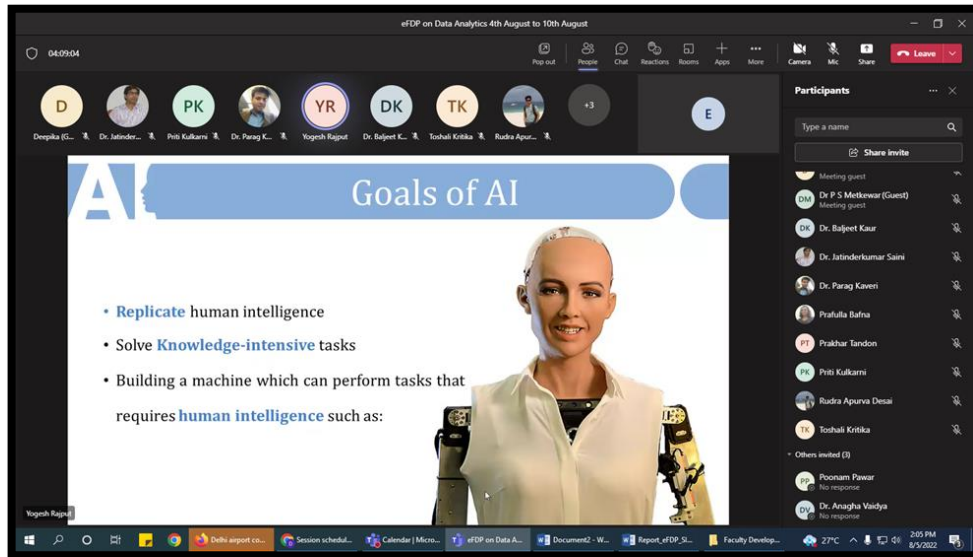 eFDP on Data Analytics 4th August to 10th August
04:09:04
Pop out
People
Chat
Reactions
Rooms
Apps
More
Camera
Mic
Share
Leave
D
PK
YR
DK
TK
+3
E
Deepika (G...
Dr. Jatinder...
Priti Kulkarni
Dr. Parag K...
Yogesh Rajput
Dr. Baljeet K...
Toshali Kritika
Rudra Apur...
AI
Goals of AI
• Replicate human intelligence
• Solve Knowledge-intensive tasks
• Building a machine which can perform tasks that
requires human intelligence such as:
Yogesh Rajput
Participants
Type a name
Share invite
Meeting guest
DM
Dr P S Metkewar (Guest)
Meeting guest
DK
Dr. Baljeet Kaur
Dr. Jatinderkumar Saini
Dr. Parag Kaveri
Prafulla Bafna
PT
Prakhar Tandon
PK
Priti Kulkarni
Rudra Apurva Desai
TK
Toshali Kritika
Others invited (3)
PP
Poonam Pawar
No response
DV
Dr. Anagha Vaidya
No response
Delhi airport co...
Session schedul...
Calendar | Micro...
eFDP on Data A...
Document2 - W...
Report_eFDP_SI...
Faculty Develop...
27°C
2:05 PM
8/5/2022